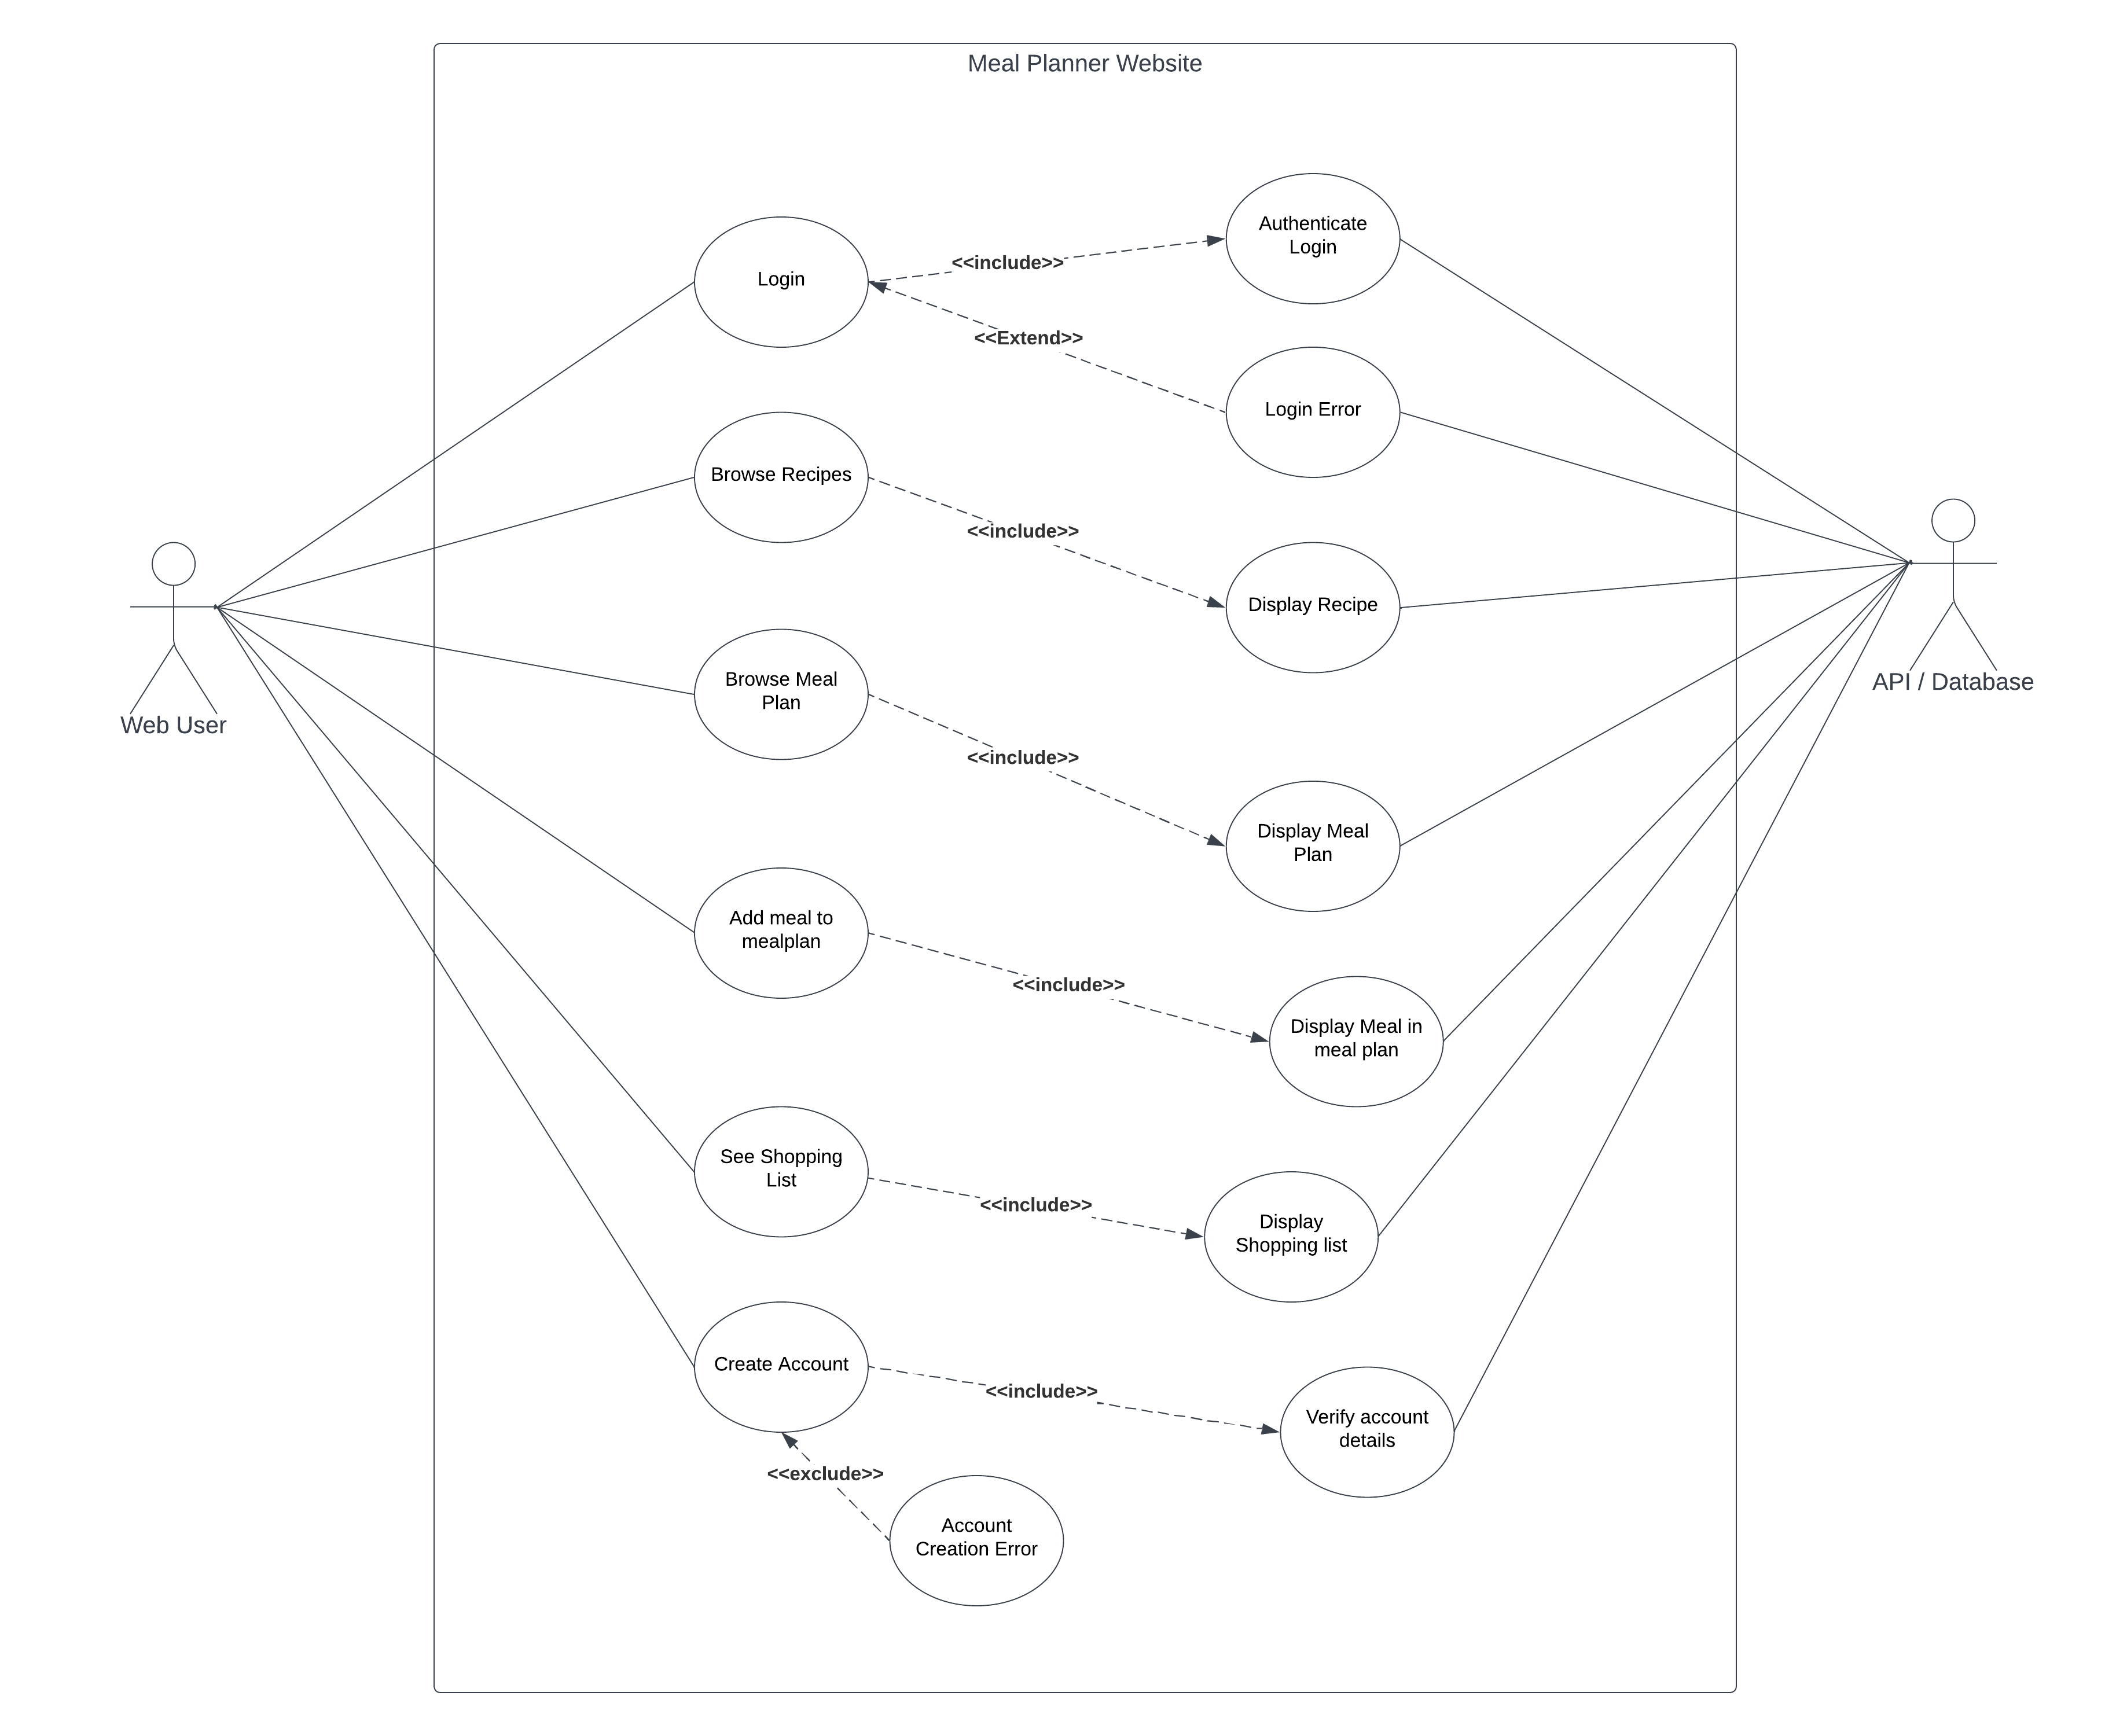 Meal Planner Website
Authenticate
Login
Login
<<include>>
<<Extend>>
Login Error
Browse Recipes
<<include>>
Display Recipe
Browse Meal
Plan
API / Database
Web User
<<include>>
Display Meal
Plan
Add meal to
mealplan
<<include>>
Display Meal in
meal plan
See Shopping
List
<<include>>
Display
Shopping list
Create Account
<<include>>
Verify account
details
<<exclude>>
Account
Creation Error